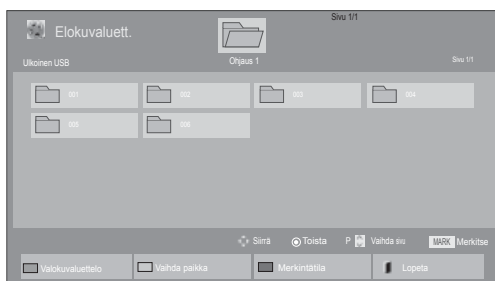 Sivu 1/1
Elokuvaluett.
Ulkoinen USB Ohjaus 1 Sivu 1/1
001 002 003 004
005 006
Siirrä Toista P Vaihda sivu MARK Merkitse
Valokuvaluettelo Vaihda paikka Merkintätila Lopeta